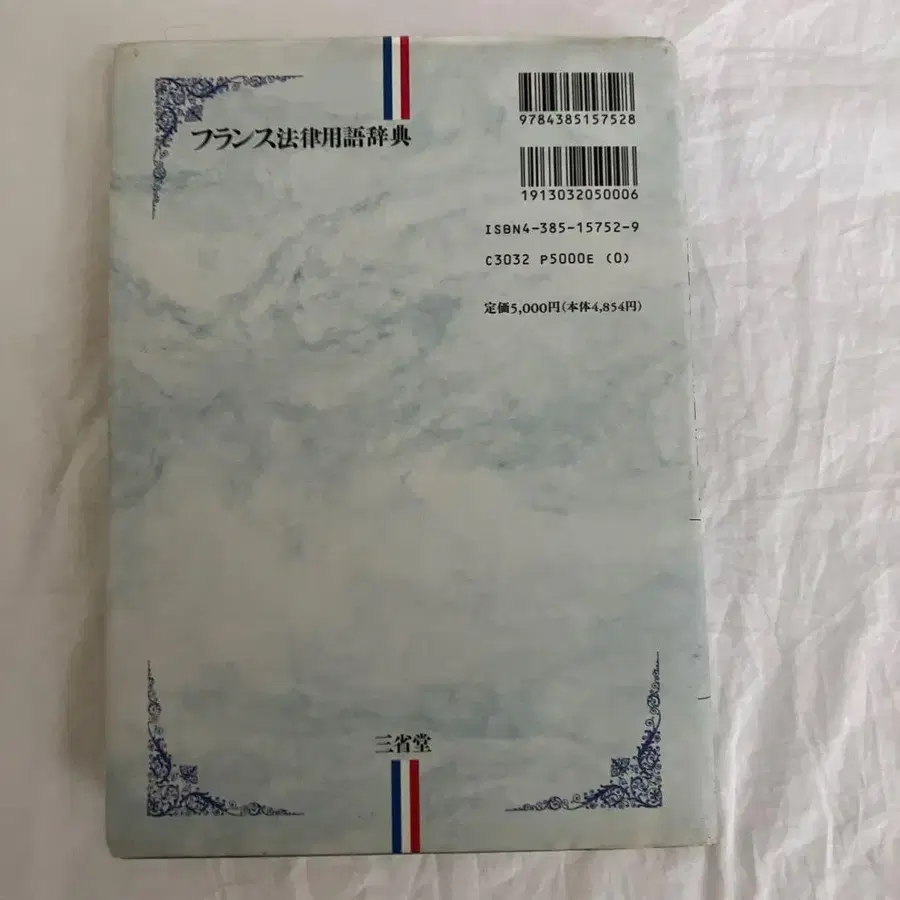 フランス法律用語辞典
9784385157528
1913032050006
ISBN4-385-15752-9
C3032 P5000E (0)
定価5,000円(本体4,854円)
三省堂